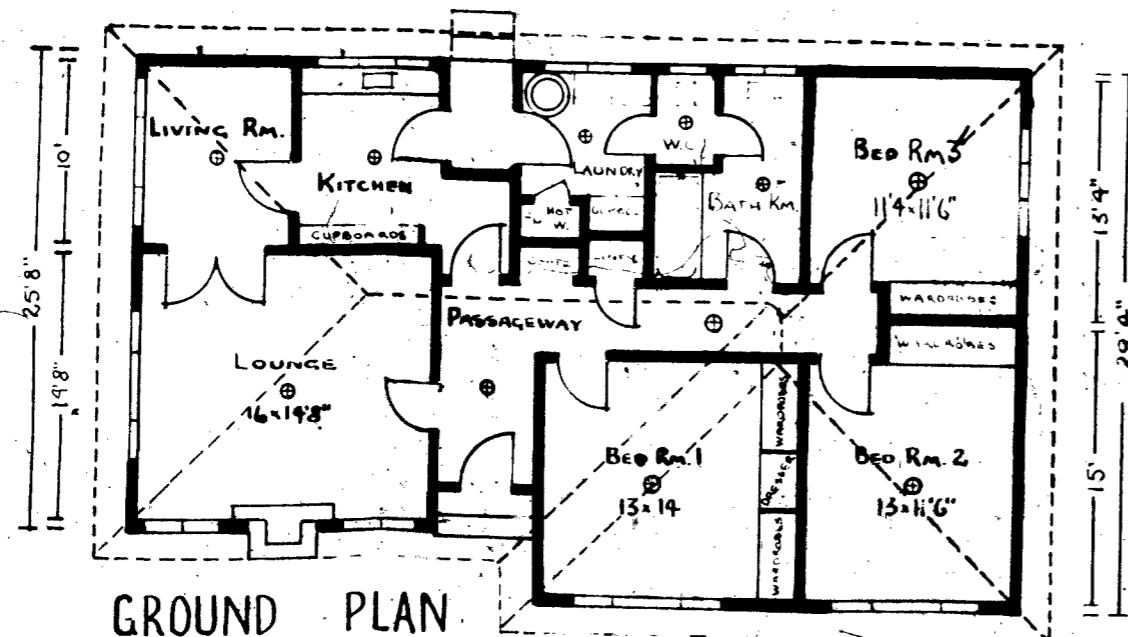 LIVING RM.
KITCHEN
CUPBOARDS
LAUNDRY
HOT
W.
W.C.
BATH RM.
BED RM 3
11'4 x 11'6"
WARDROBES
WARDROBES
PASSAGEWAY
LOUNGE
16 x 14'8"
BED RM. 1
13 x 14
WARDROBES
DRESSER
WARDROBES
BED RM. 2
13 x 11'6"
10'
25'8"
14'8"
13'4"
15'
28'4"
GROUND PLAN